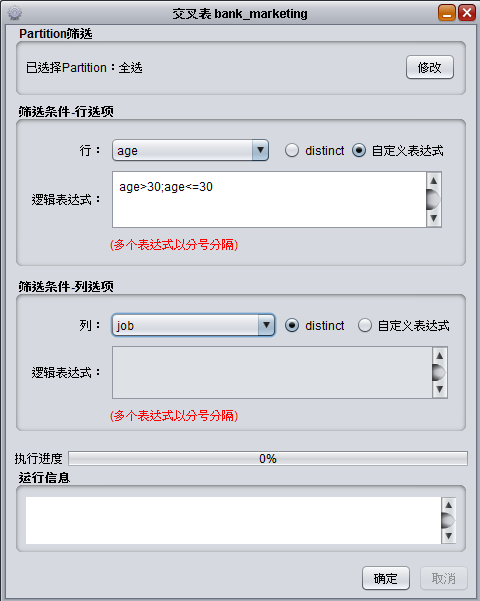 交叉表 bank_marketing
Partition筛选
已选择Partition：全选
修改
筛选条件-行选项
行： age distinct 自定义表达式
逻辑表达式： age>30;age<=30
(多个表达式以分号分隔)
筛选条件-列选项
列： job distinct 自定义表达式
逻辑表达式：
(多个表达式以分号分隔)
执行进度 0%
运行信息
确定 取消